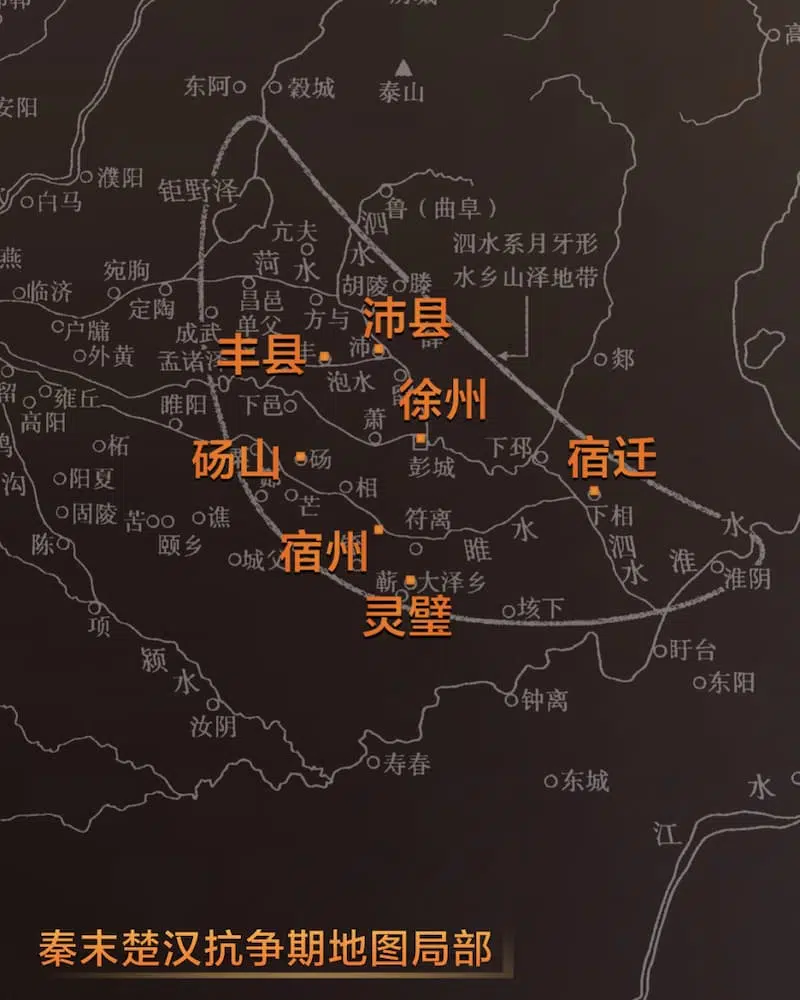 东阿
穀城
泰山
安阳
濮阳
白马
钜野泽
鲁（曲阜）
泗
水
泗水系月牙形
水乡山泽地带
亢夫
菏
水
宛朐
临济
定陶
昌邑
胡陵
滕
方与
单父
成武
户牖
外黄
孟诸泽
沛县
丰县
丰
沛
薛
泡水
郯
雍丘
高阳
睢阳
下邑
萧
徐州
彭城
下邳
宿迁
下相
柘
砀山
砀
阳夏
相
芒
固陵
苦
谯
颐乡
符离
睢
水
陈
城父
宿州
蕲
大泽乡
灵璧
垓下
泗
水
淮
水
淮阴
盱台
东阳
项
颍
水
汝阴
钟离
寿春
东城
江
水
鸿
沟
秦末楚汉抗争期地图局部